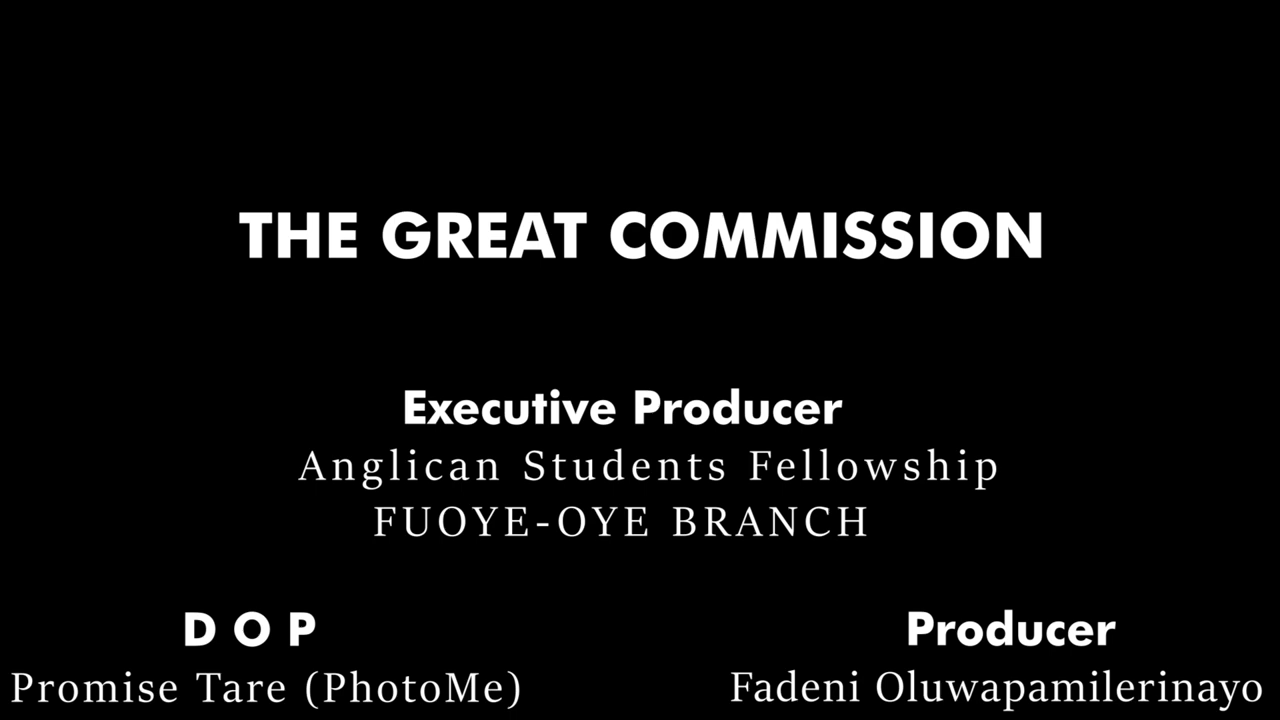 THE GREAT COMMISSION
Executive Producer
Anglican Students Fellowship
FUOYE-OYE BRANCH
D O P
Promise Tare (PhotoMe)
Producer
Fadeni Oluwapamilerinayo